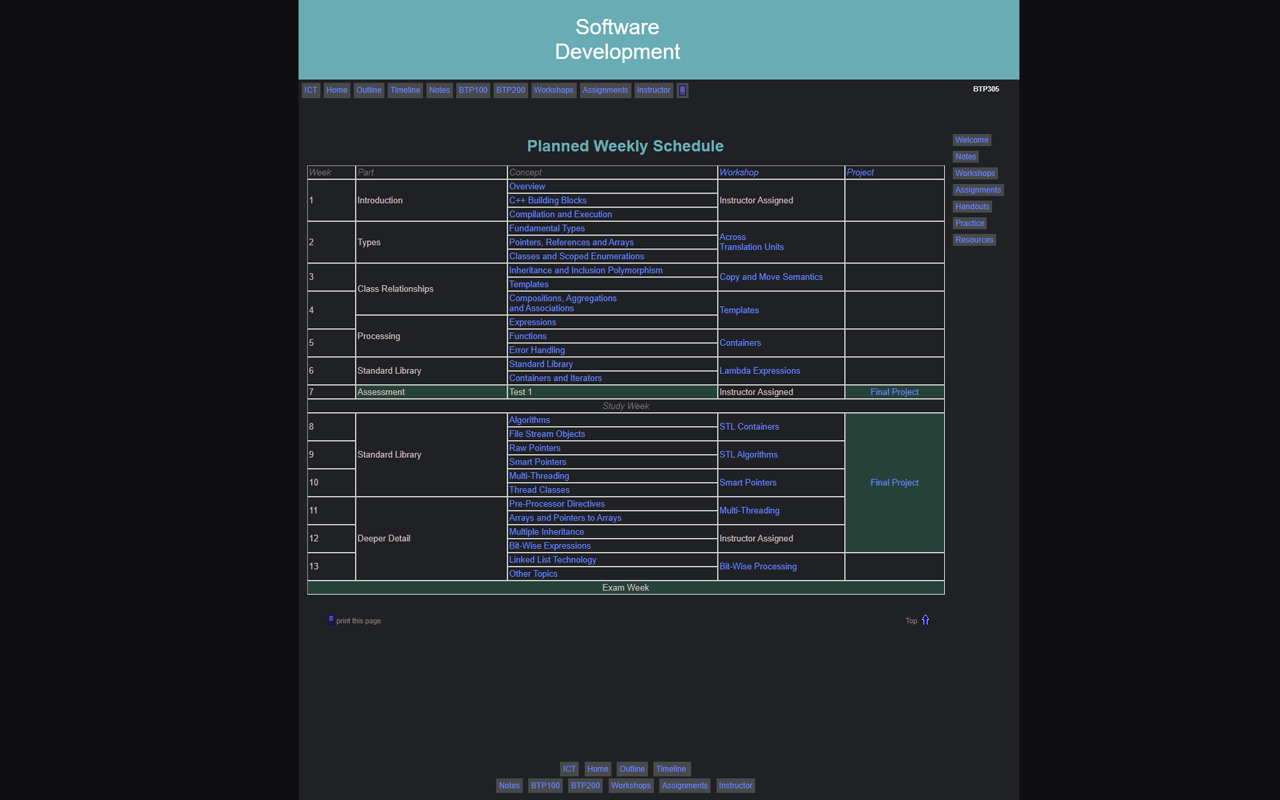 Software
Development
ICT Home Outline Timeline Notes BTP100 BTP200 Workshops Assignments Instructor
BTP305
Planned Weekly Schedule
Welcome
Notes
Workshops
Assignments
Handouts
Practice
Resources
Week Part Concept Workshop Project
1 Introduction Overview Instructor Assigned
C++ Building Blocks
Compilation and Execution
2 Types Fundamental Types Across
Translation Units
Pointers, References and Arrays
Classes and Scoped Enumerations
3 Class Relationships Inheritance and Inclusion Polymorphism Copy and Move Semantics
Templates
4 Compositions, Aggregations
and Associations Templates
Processing Expressions
5 Functions Containers
Error Handling
6 Standard Library Standard Library Lambda Expressions
Containers and Iterators
7 Assessment Test 1 Instructor Assigned Final Project
Study Week
8 Standard Library Algorithms STL Containers Final Project
File Stream Objects
9 Raw Pointers STL Algorithms
Smart Pointers
10 Multi-Threading Smart Pointers
Thread Classes
11 Deeper Detail Pre-Processor Directives Multi-Threading
Arrays and Pointers to Arrays
12 Multiple Inheritance Instructor Assigned
Bit-Wise Expressions
13 Linked List Technology Bit-Wise Processing
Other Topics
Exam Week
print this page
Top
ICT Home Outline Timeline
Notes BTP100 BTP200 Workshops Assignments Instructor